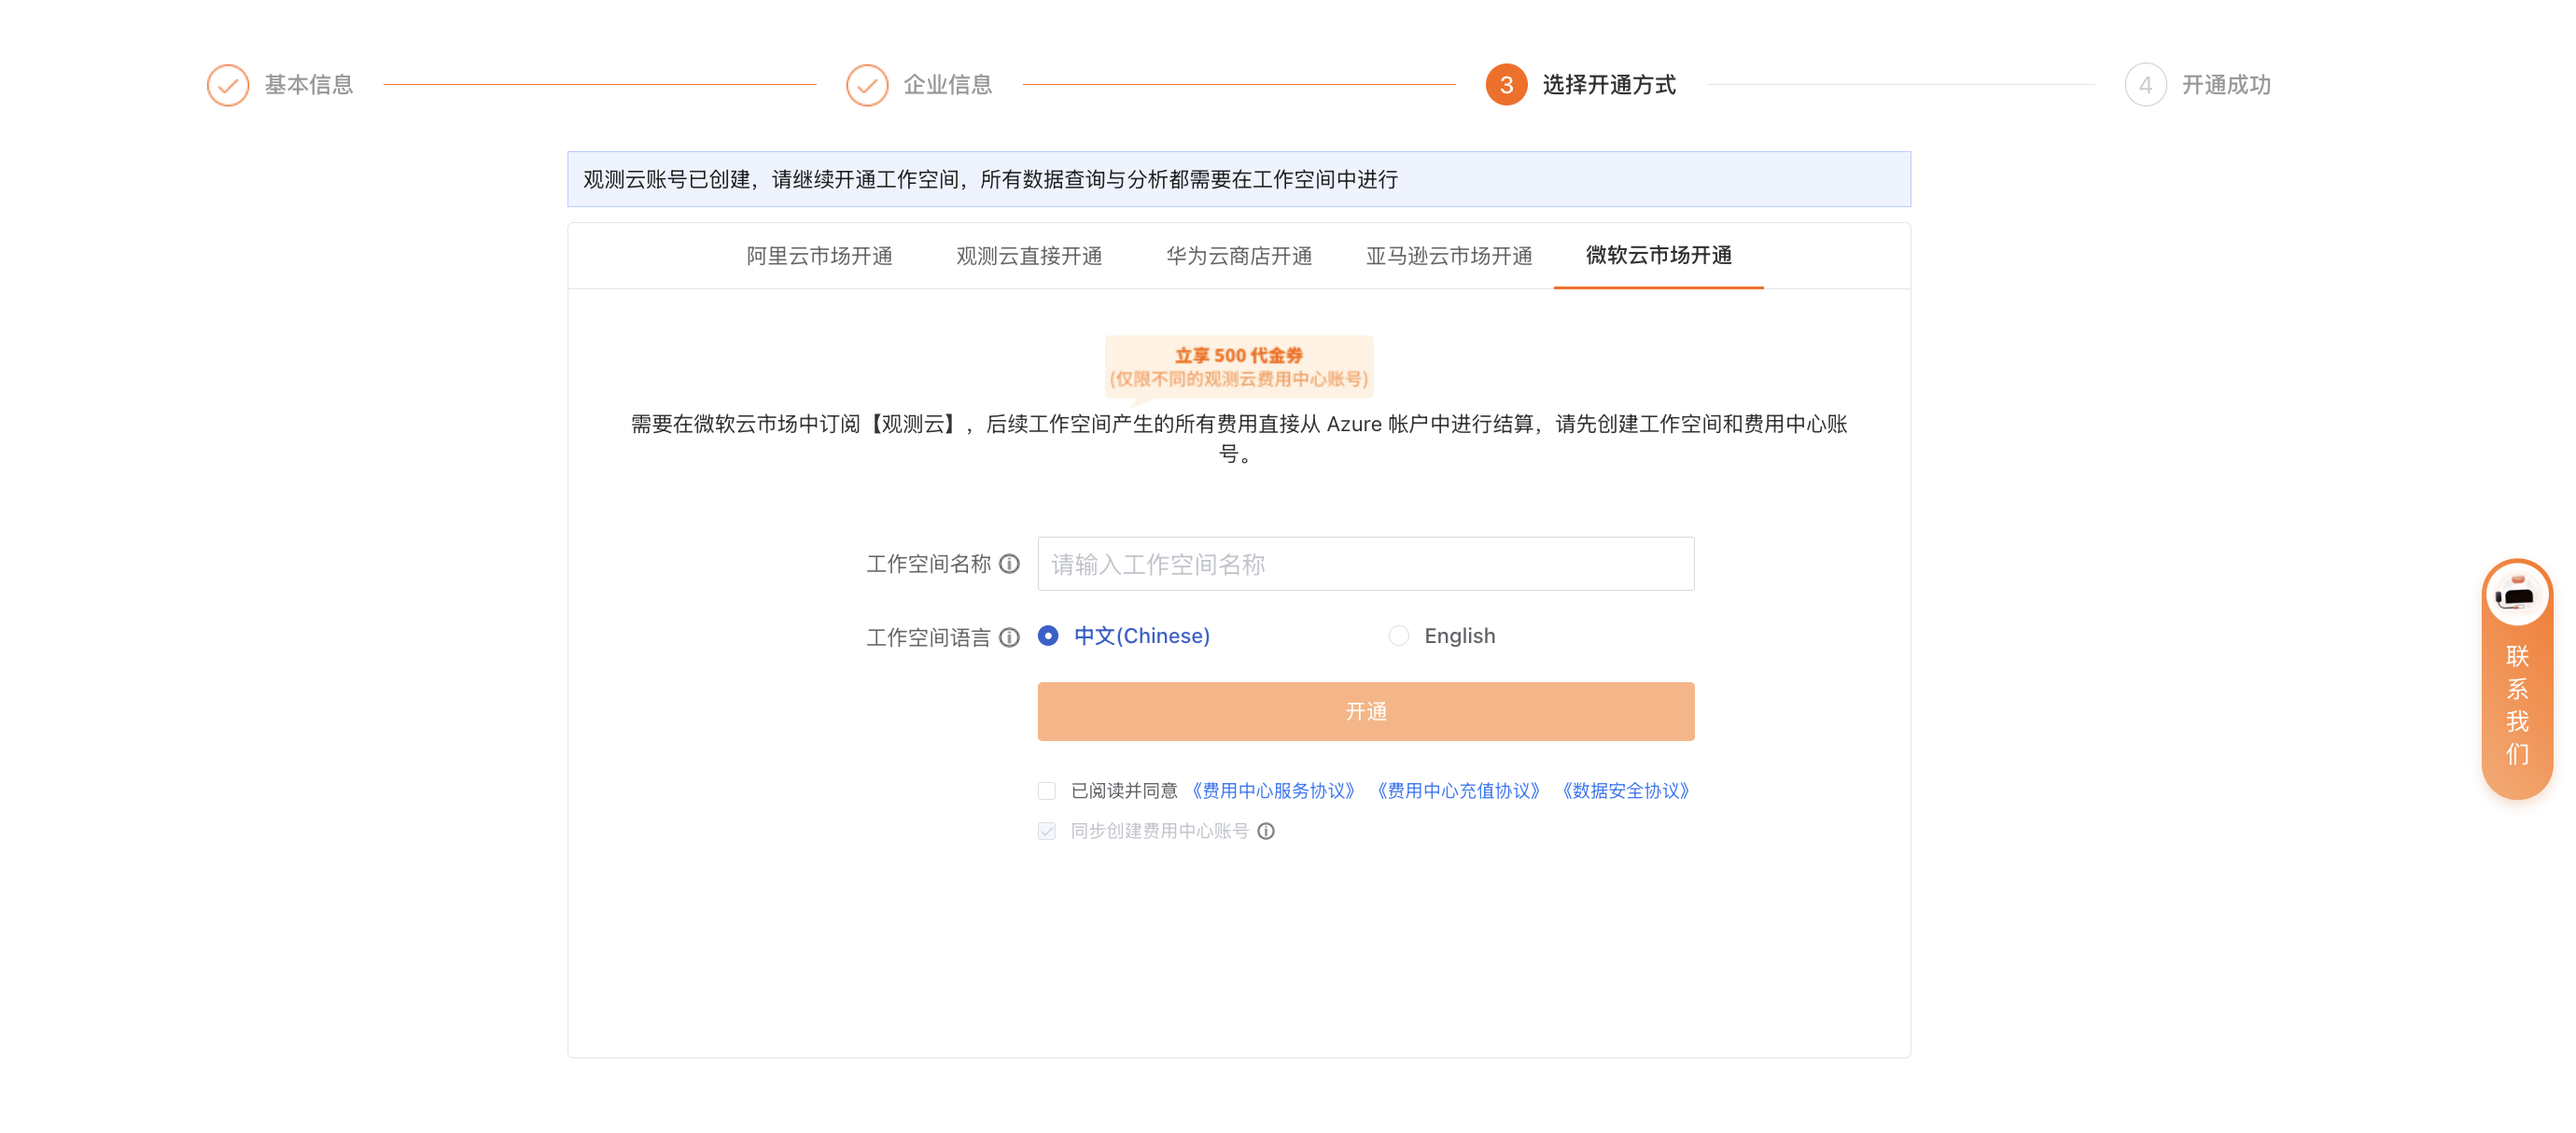 基本信息
企业信息
3 选择开通方式
4 开通成功
观测云账号已创建，请继续开通工作空间，所有数据查询与分析都需要在工作空间中进行
阿里云市场开通 观测云直接开通 华为云商店开通 亚马逊云市场开通 微软云市场开通
立享 500 代金券
(仅限不同的观测云费用中心账号)
需要在微软云市场中订阅【观测云】，后续工作空间产生的所有费用直接从 Azure 帐户中进行结算，请先创建工作空间和费用中心账
号。
工作空间名称 请输入工作空间名称
工作空间语言 中文(Chinese) English
开通
已阅读并同意 《费用中心服务协议》 《费用中心充值协议》 《数据安全协议》
同步创建费用中心账号
联
系
我
们